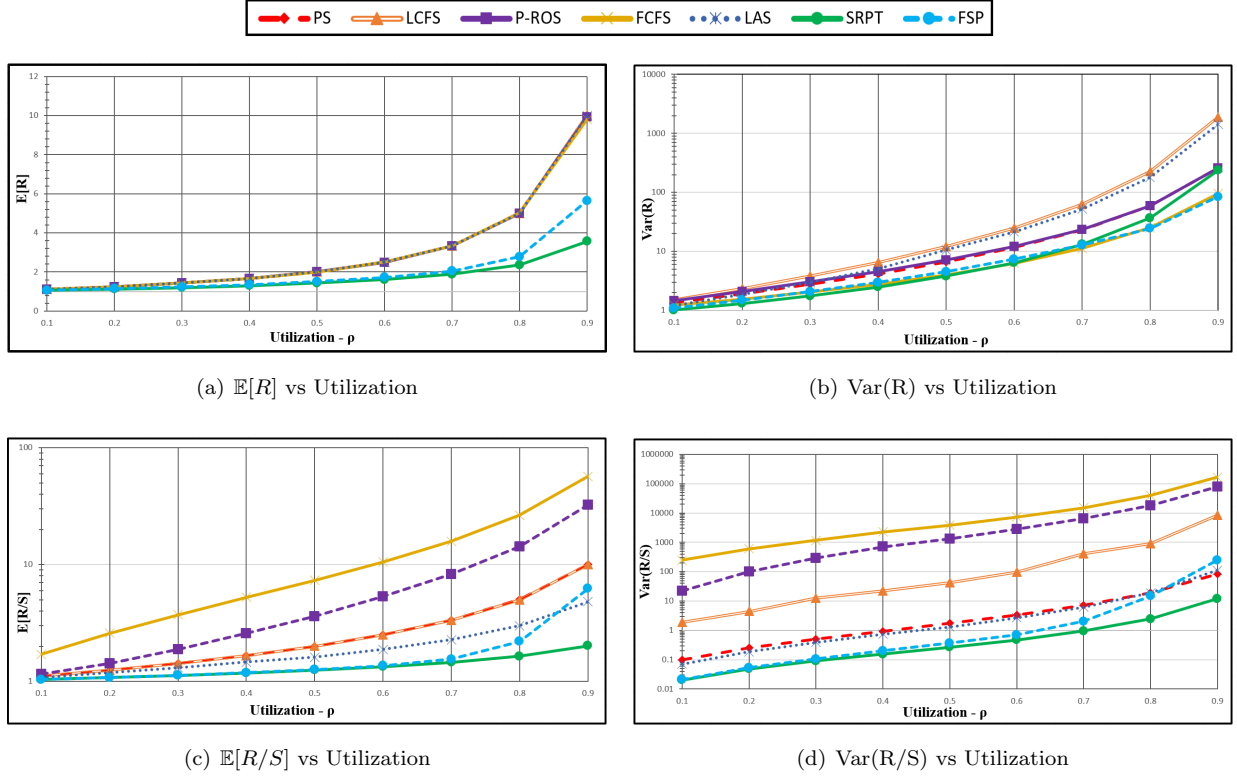 PS LCFS P-ROS FCFS LAS SRPT FSP
E[R]
12
10
8
6
4
2
0
0.1 0.2 0.3 0.4 0.5 0.6 0.7 0.8 0.9
Utilization - ρ
(a) 𝔼[R] vs Utilization
Var(R)
10000
1000
100
10
1
0.1 0.2 0.3 0.4 0.5 0.6 0.7 0.8 0.9
Utilization - ρ
(b) Var(R) vs Utilization
E[R/S]
100
10
1
0.1 0.2 0.3 0.4 0.5 0.6 0.7 0.8 0.9
Utilization - ρ
(c) 𝔼[R/S] vs Utilization
Var(R/S)
1000000
100000
10000
1000
100
10
1
0.1
0.01
0.1 0.2 0.3 0.4 0.5 0.6 0.7 0.8 0.9
Utilization - ρ
(d) Var(R/S) vs Utilization